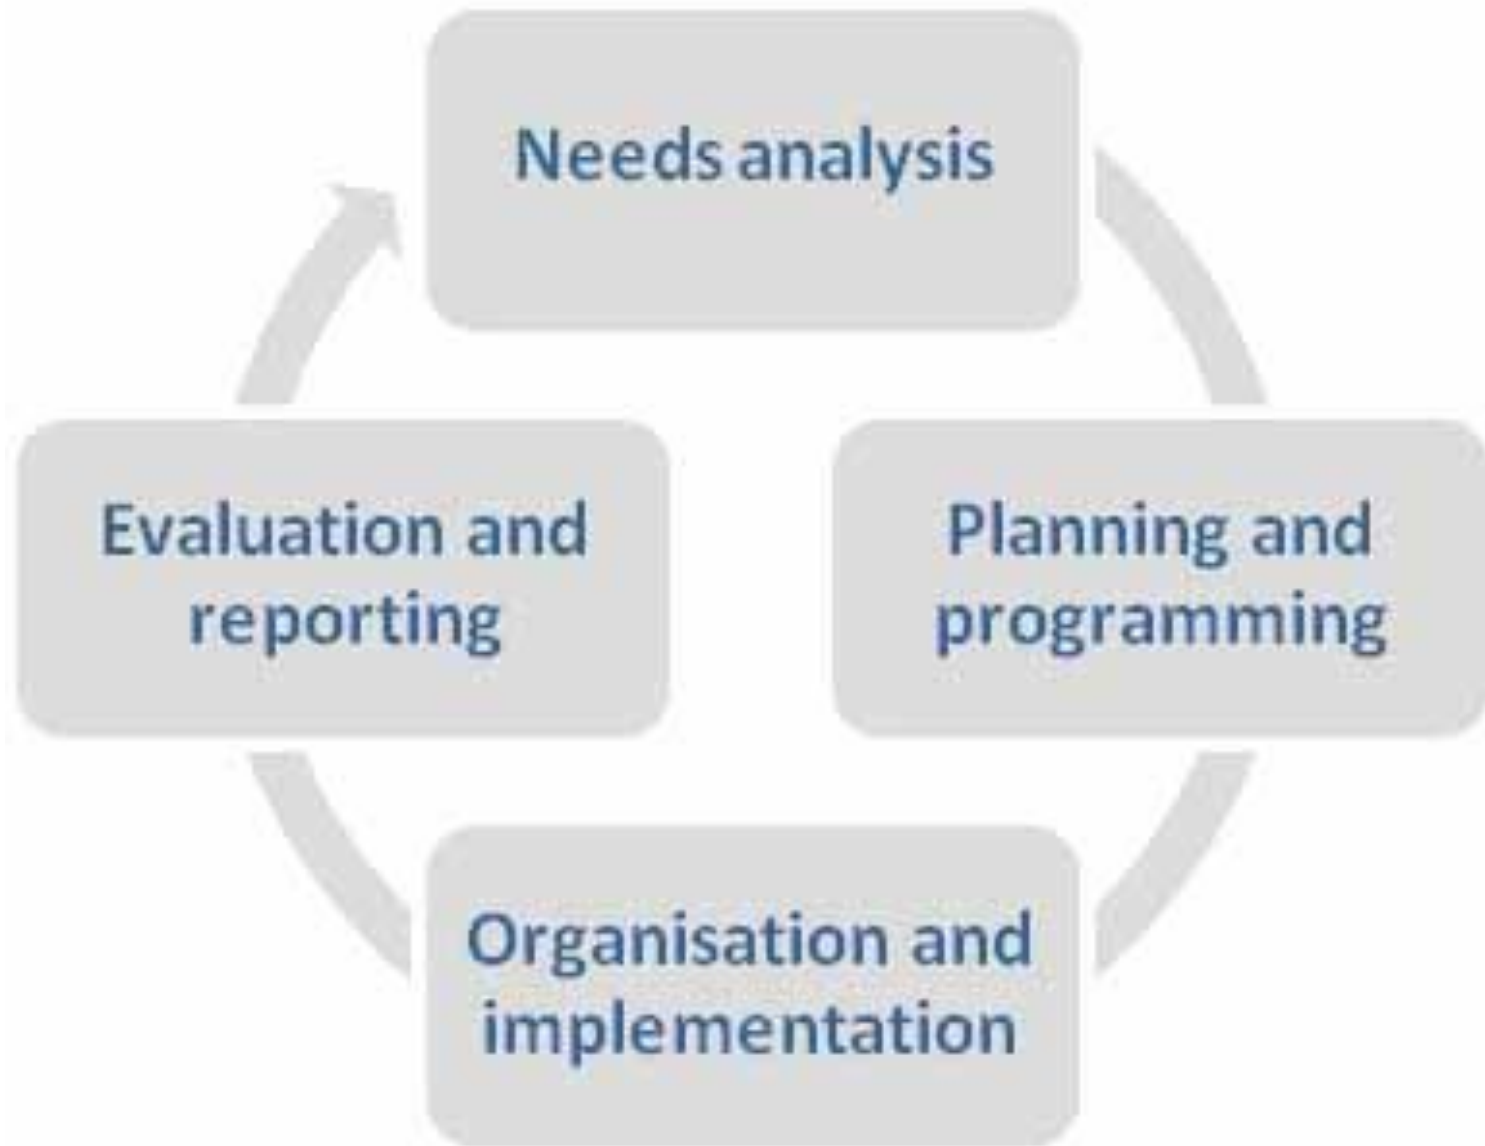 Needs analysis
Evaluation and
reporting
Planning and
programming
Organisation and
implementation